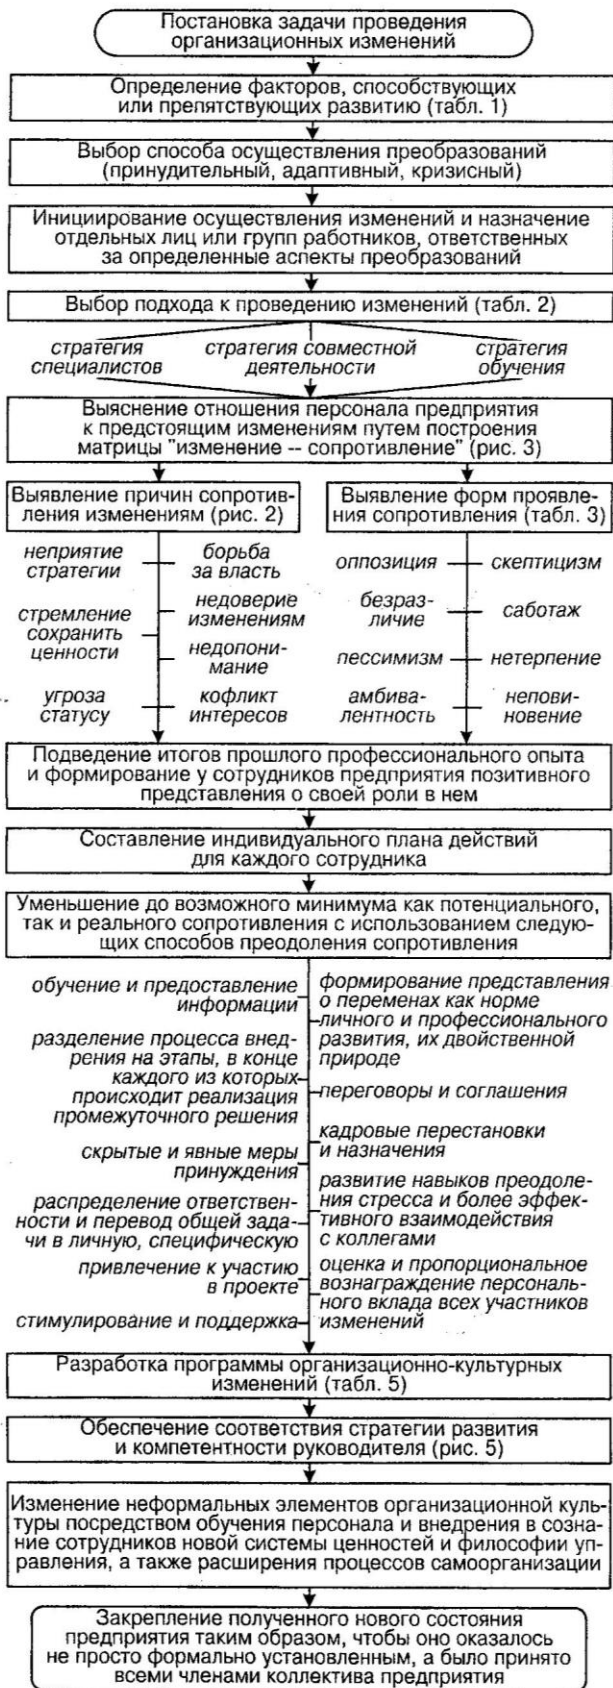 Постановка задачи проведения
организационных изменений
Определение факторов, способствующих
или препятствующих развитию (табл. 1)
Выбор способа осуществления преобразований
(принудительный, адаптивный, кризисный)
Инициирование осуществления изменений и назначение
отдельных лиц или групп работников, ответственных
за определенные аспекты преобразований
Выбор подхода к проведению изменений (табл. 2)
стратегия
специалистов
стратегия совместной
деятельности
стратегия
обучения
Выяснение отношения персонала предприятия
к предстоящим изменениям путем построения
матрицы "изменение -- сопротивление" (рис. 3)
Выявление причин сопротив-
ления изменениям (рис. 2)
неприятие
стратегии
борьба
за власть
стремление
сохранить
ценности
недоверие
изменениям
недопони-
мание
угроза
статусу
кофликт
интересов
Выявление форм проявле-
ния сопротивления (табл. 3)
оппозиция
скептицизм
безраз-
личие
саботаж
пессимизм
нетерпение
амбива-
лентность
непови-
новение
Подведение итогов прошлого профессионального опыта
и формирование у сотрудников предприятия позитивного
представления о своей роли в нем
Составление индивидуального плана действий
для каждого сотрудника
Уменьшение до возможного минимума как потенциального,
так и реального сопротивления с использованием следую-
щих способов преодоления сопротивления
обучение и предоставление
информации
разделение процесса внед-
рения на этапы, в конце
каждого из которых
происходит реализация
промежуточного решения
скрытые и явные меры
принуждения
распределение ответствен-
ности и перевод общей зада-
чи в личную, специфическую
привлечение к участию
в проекте
стимулирование и поддержка
формирование представления
о переменах как норме
личного и профессионального
развития, их двойственной
природе
переговоры и соглашения
кадровые перестановки
и назначения
развитие навыков преодоле-
ния стресса и более эффек-
тивного взаимодействия
с коллегами
оценка и пропорциональное
вознаграждение персональ-
ного вклада всех участников
изменений
Разработка программы организационно-культурных
изменений (табл. 5)
Обеспечение соответствия стратегии развития
и компетентности руководителя (рис. 5)
Изменение неформальных элементов организационной куль-
туры посредством обучения персонала и внедрения в созна-
ние сотрудников новой системы ценностей и философии уп-
равления, а также расширения процессов самоорганизации
Закрепление полученного нового состояния
предприятия таким образом, чтобы оно оказалось
не просто формально установленным, а было принято
всеми членами коллектива предприятия